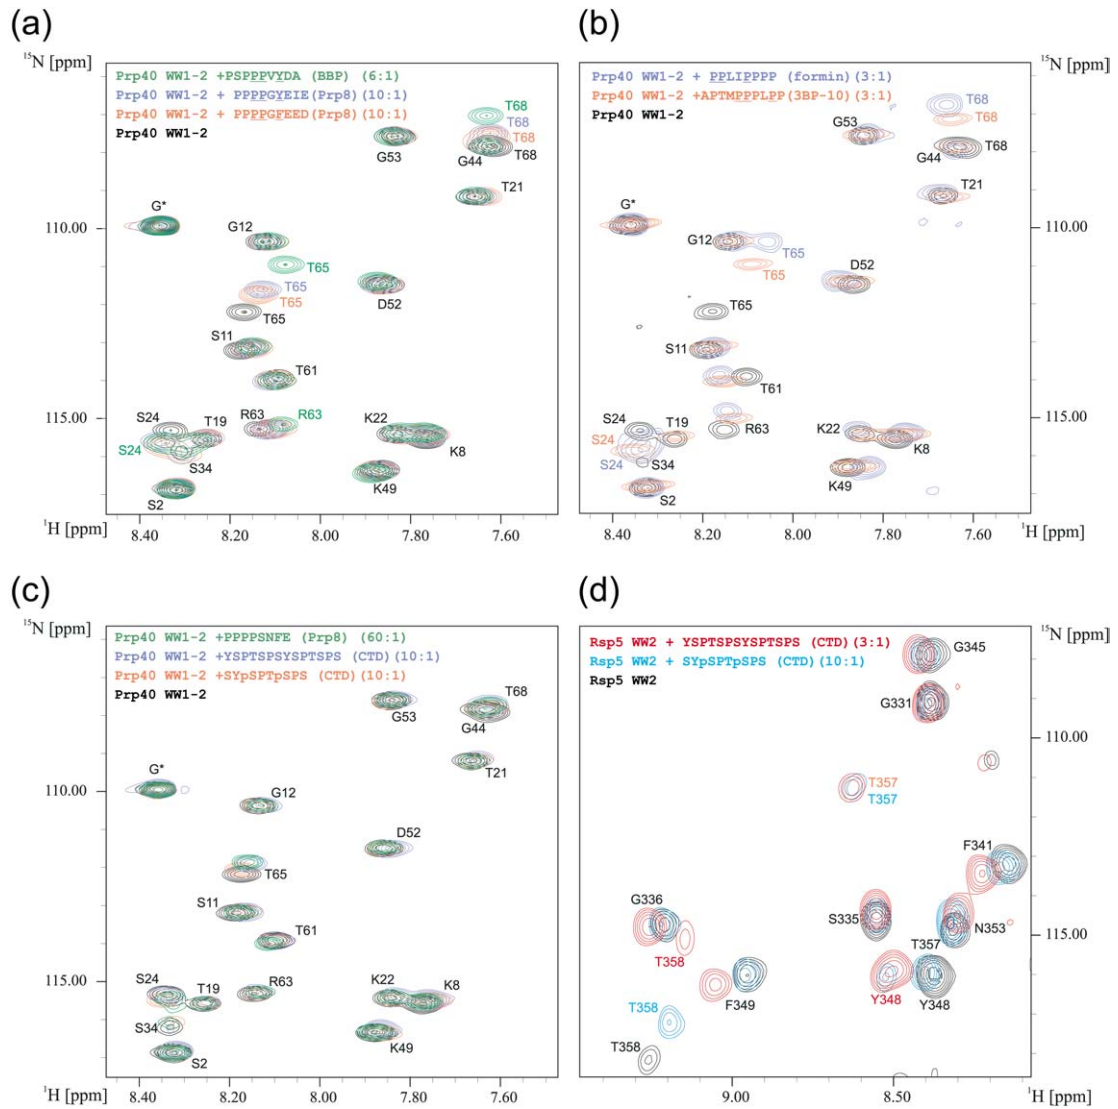 (a)
¹⁵N [ppm]
Prp40 WW1-2 +PSPPPVYDA (BBP) (6:1)
Prp40 WW1-2 + PPPPGYEIE(Prp8)(10:1)
Prp40 WW1-2 + PPPPGFEED(Prp8)(10:1)
Prp40 WW1-2
T68
T68
T68
G53
G44
T68
T21
G*
110.00
G12
T65
T65
T65
T65
D52
S11
T61
115.00
S24
T19
R63
R63
K22
S24
S34
K8
S2
K49
¹H [ppm]
8.40
8.20
8.00
7.80
7.60
(b)
¹⁵N [ppm]
Prp40 WW1-2 + PPLIPPPP (formin)(3:1)
Prp40 WW1-2 +APTMPPPLPP(3BP-10)(3:1)
Prp40 WW1-2
T68
T68
G53
G44
T68
T21
G*
110.00
G12
T65
T65
D52
T65
S11
T61
115.00
S24
T19
R63
K22
S24
S24
S34
K8
S2
K49
8.40
8.20
8.00
7.80
7.60
¹H [ppm]
(c)
¹⁵N [ppm]
Prp40 WW1-2 +PPPPSNFE (Prp8) (60:1)
Prp40 WW1-2 +YSPTSPSYSPTSPS (CTD)(10:1)
Prp40 WW1-2 +SYpSPTpSPS (CTD)(10:1)
Prp40 WW1-2
T68
G53
G44
T21
G*
110.00
G12
D52
T65
S11
T61
115.00
S24
T19
R63
K22
K8
S34
S2
K49
¹H [ppm]
8.40
8.20
8.00
7.80
7.60
(d)
¹⁵N [ppm]
Rsp5 WW2 + YSPTSPSYSPTSPS (CTD)(3:1)
Rsp5 WW2 + SYpSPTpSPS (CTD)(10:1)
Rsp5 WW2
G345
G331
110.00
T357
T357
F341
G336
S335
N353
115.00
T358
T357
F349
Y348
Y348
T358
T358
9.00
8.50
¹H [ppm]